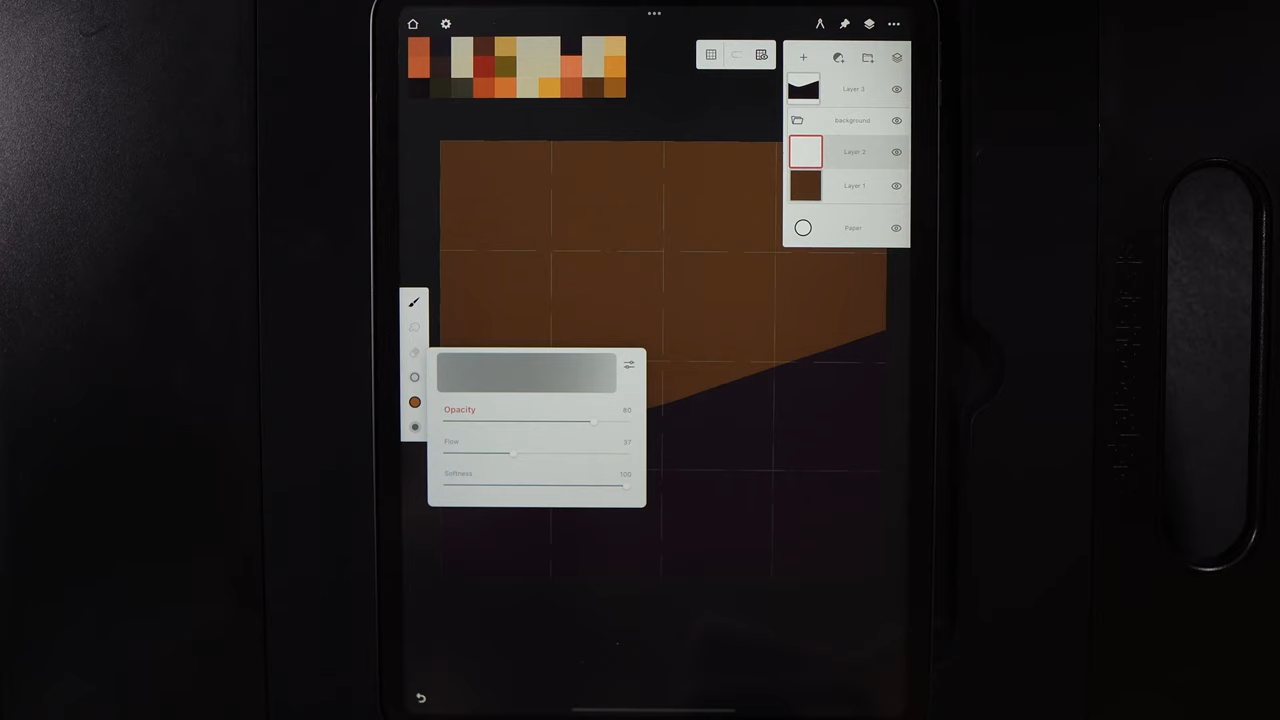 Layer 3
background
Layer 2
Layer 1
Paper
Opacity 80
Flow 37
Softness 100